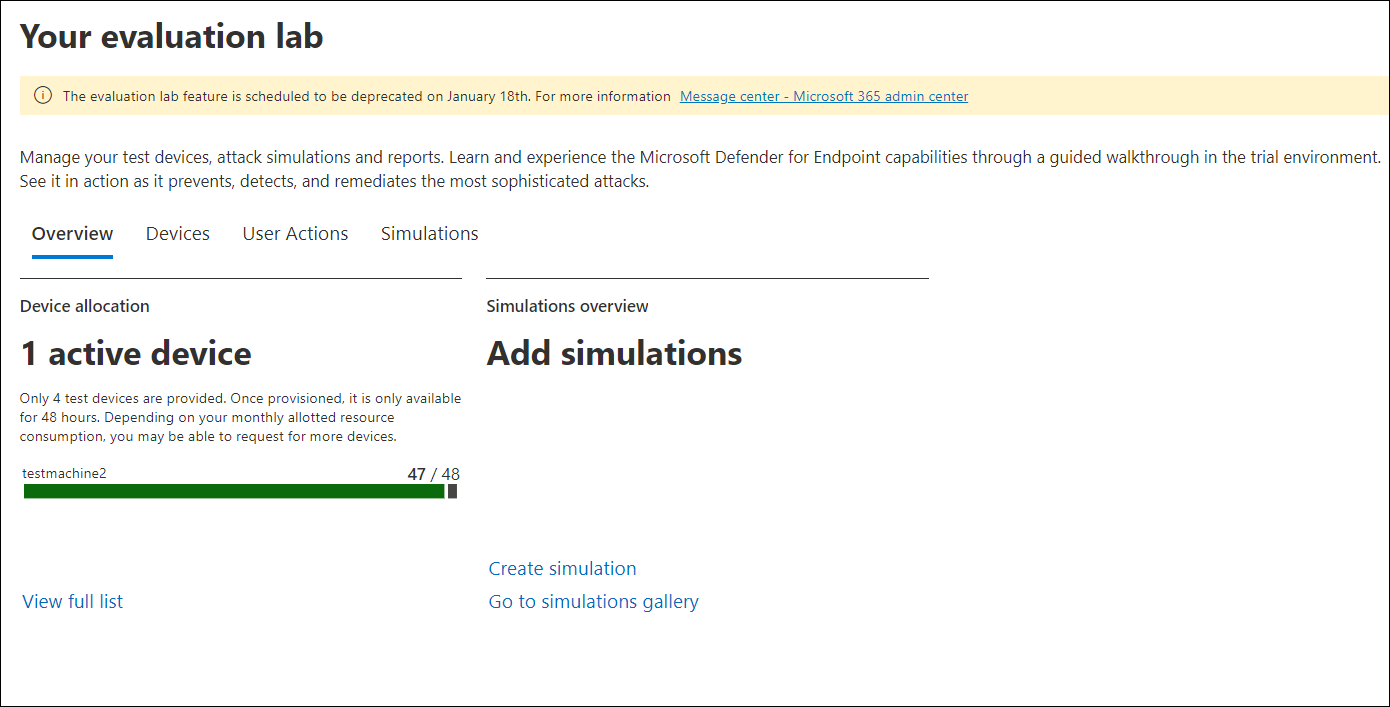 Your evaluation lab
The evaluation lab feature is scheduled to be deprecated on January 18th. For more information Message center - Microsoft 365 admin center
Manage your test devices, attack simulations and reports. Learn and experience the Microsoft Defender for Endpoint capabilities through a guided walkthrough in the trial environment.
See it in action as it prevents, detects, and remediates the most sophisticated attacks.
Overview Devices User Actions Simulations
Device allocation
1 active device
Only 4 test devices are provided. Once provisioned, it is only available
for 48 hours. Depending on your monthly allotted resource
consumption, you may be able to request for more devices.
testmachine2 47 / 48
View full list
Simulations overview
Add simulations
Create simulation
Go to simulations gallery